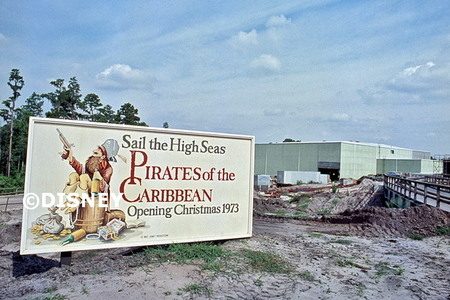 Sail the High Seas
PIRATES of the
CARIBBEAN
Opening Christmas 1973
©DISNEY